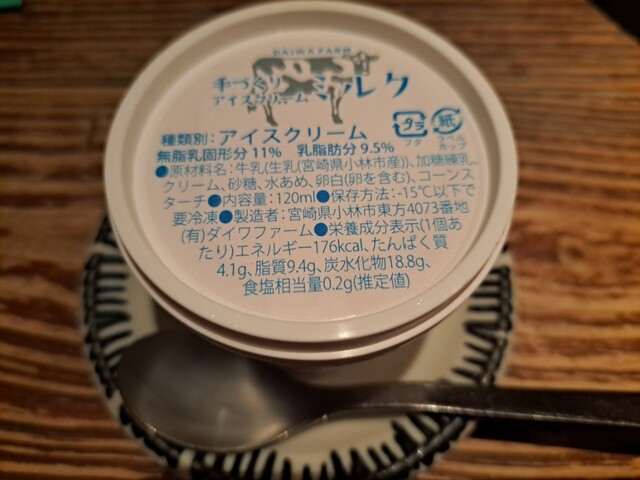 DAIWA FARM
手づくり
アイスクリーム ミルク
プラ 紙
フタ ラベル
カップ
種類別:アイスクリーム
無脂乳固形分 11% 乳脂肪分 9.5%
●原材料名:牛乳(生乳(宮崎県小林市産))、加糖練乳、
クリーム、砂糖、水あめ、卵白(卵を含む)、コーンス
ターチ●内容量:120ml●保存方法:-15℃以下で
要冷凍●製造者:宮崎県小林市東方4073番地
(有)ダイワファーム●栄養成分表示(1個あ
たり)エネルギー176kcal、たんぱく質
4.1g、脂質9.4g、炭水化物18.8g、
食塩相当量0.2g(推定値)